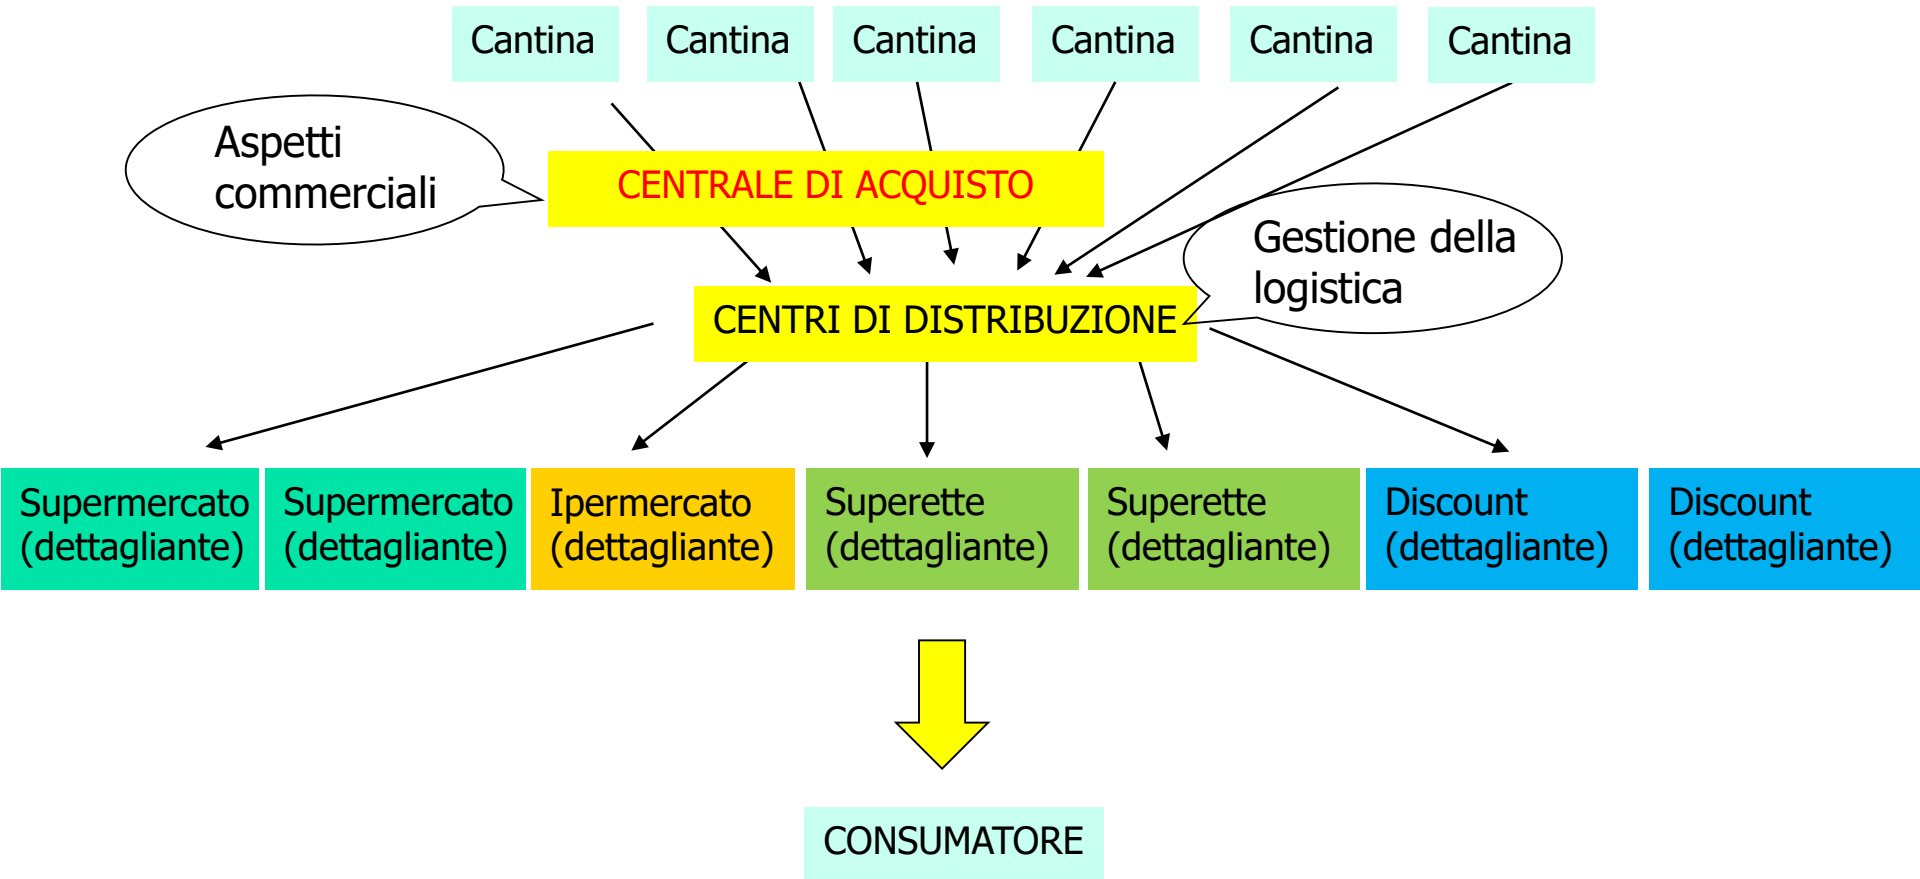 Cantina
Cantina
Cantina
Cantina
Cantina
Cantina
Aspetti
commerciali
CENTRALE DI ACQUISTO
Gestione della
logistica
CENTRI DI DISTRIBUZIONE
Supermercato
(dettagliante)
Supermercato
(dettagliante)
Ipermercato
(dettagliante)
Superette
(dettagliante)
Superette
(dettagliante)
Discount
(dettagliante)
Discount
(dettagliante)
CONSUMATORE